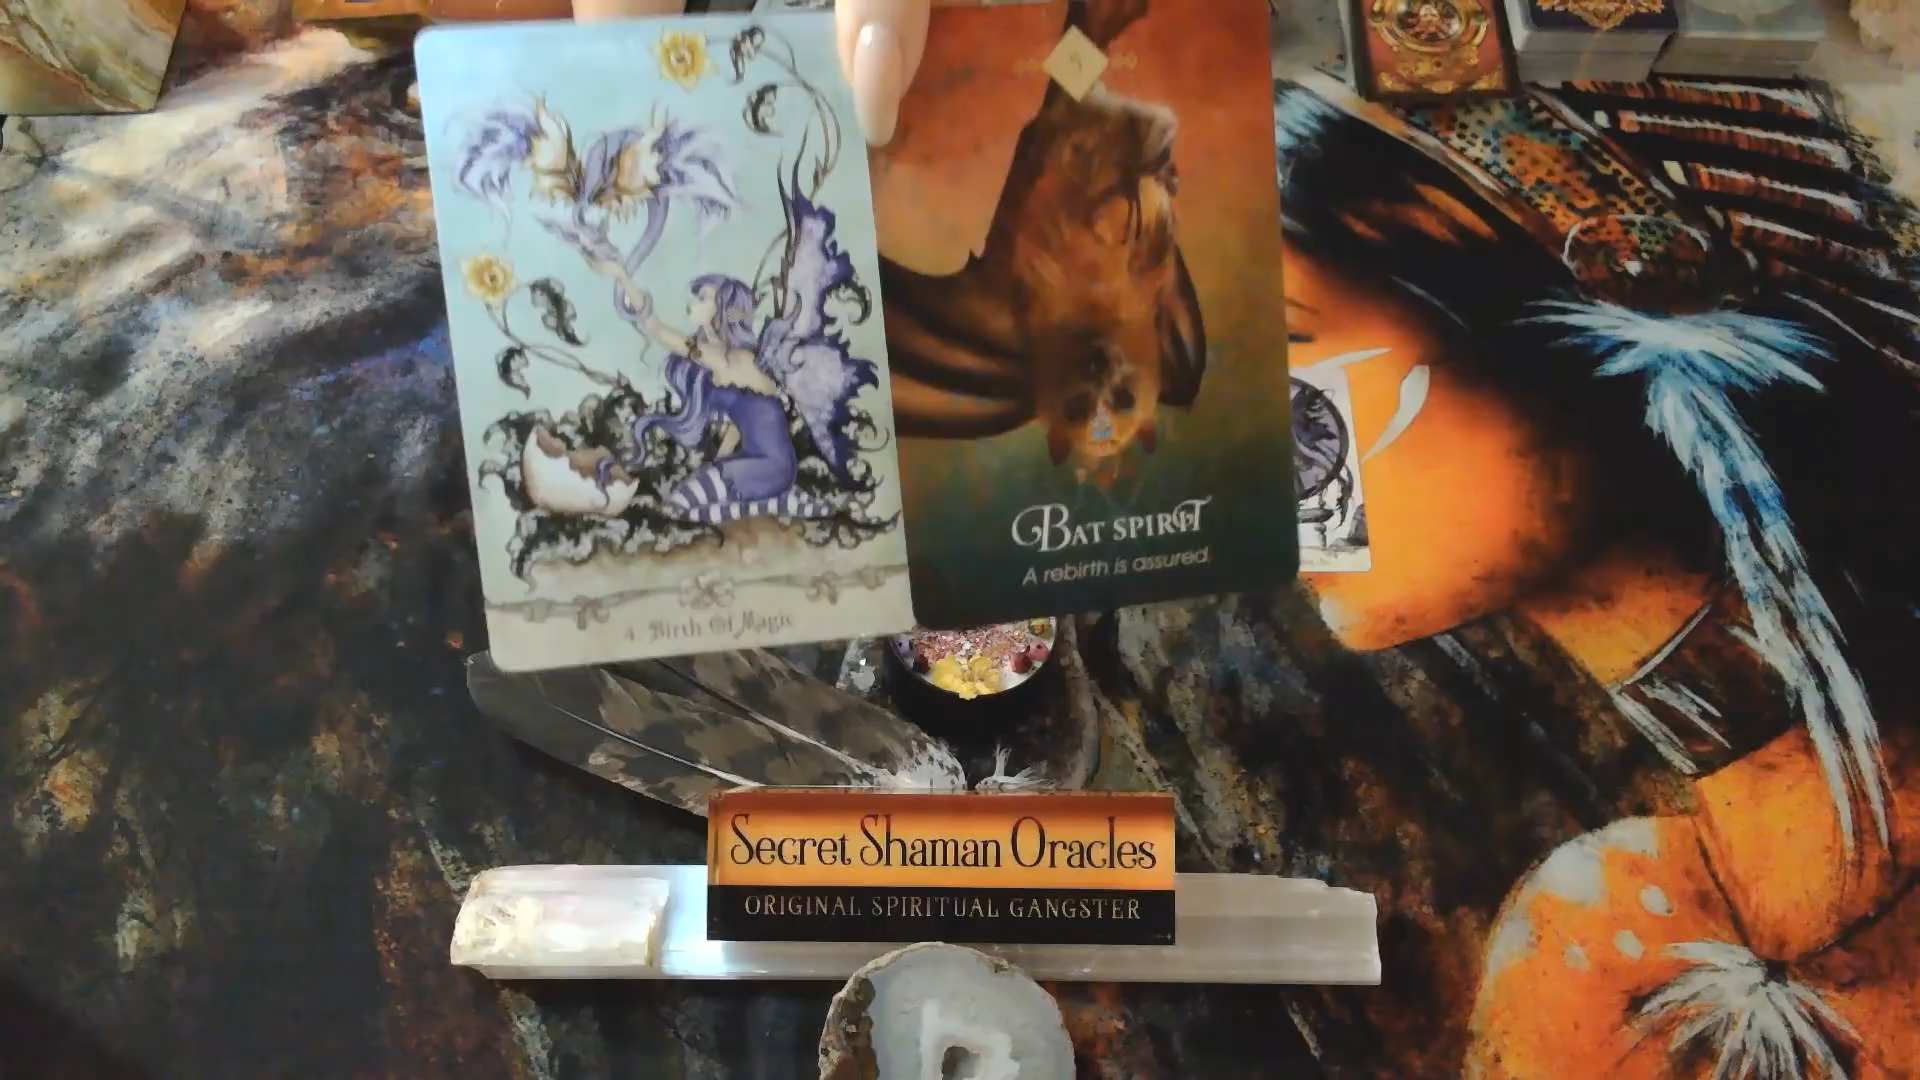 4. Birth Of Magic
BAT SPIRIT
A rebirth is assured.
Secret Shaman Oracles
ORIGINAL SPIRITUAL GANGSTER